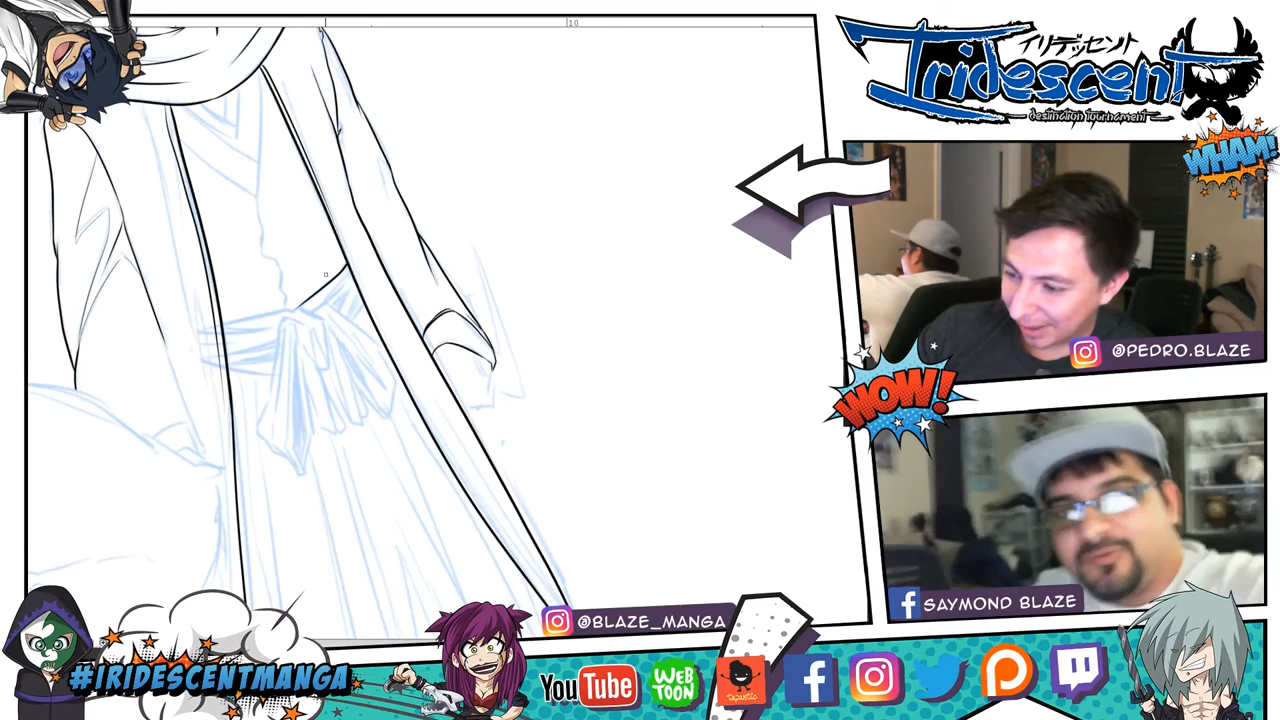 10
イリデッセント
Iridescent
destination tournament
WHAM!
@PEDRO.BLAZE
WOW!
SAYMOND BLAZE
@BLAZE_MANGA
#IRIDESCENTMANGA
YouTube
WEB
TOON
tapastic